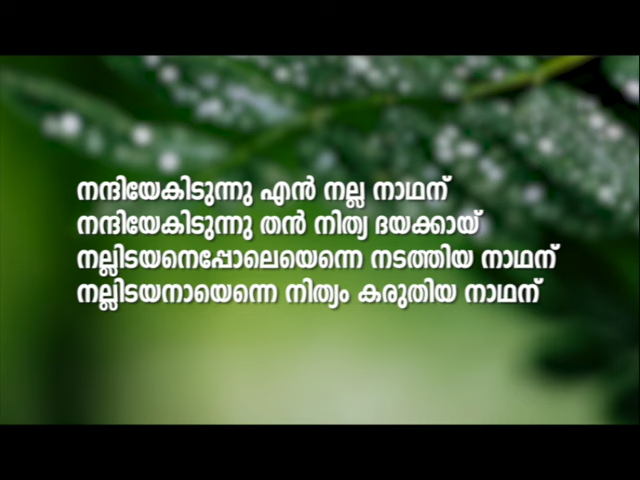 നന്ദിയേകിടുന്നു എൻ നല്ല നാഥന്
നന്ദിയേകിടുന്നു തൻ നിത്യ ദയക്കായ്
നല്ലിടയനെപ്പോലെയെന്നെ നടത്തിയ നാഥന്
നല്ലിടയനായെന്നെ നിത്യം കരുതിയ നാഥന്